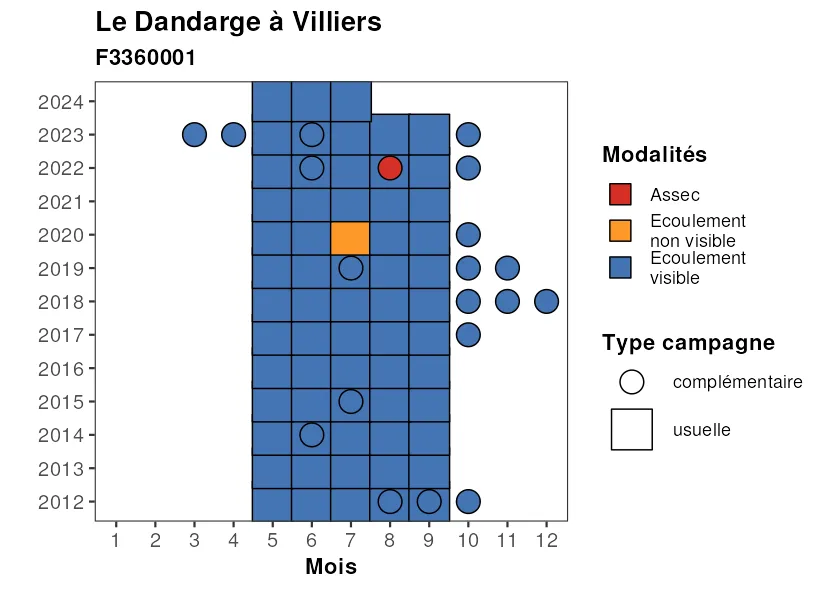 Le Dandarge à Villiers
F3360001
2024
2023
2022
2021
2020
2019
2018
2017
2016
2015
2014
2013
2012
1 2 3 4 5 6 7 8 9 10 11 12
Mois
Modalités
Assec
Ecoulement
non visible
Ecoulement
visible
Type campagne
complémentaire
usuelle